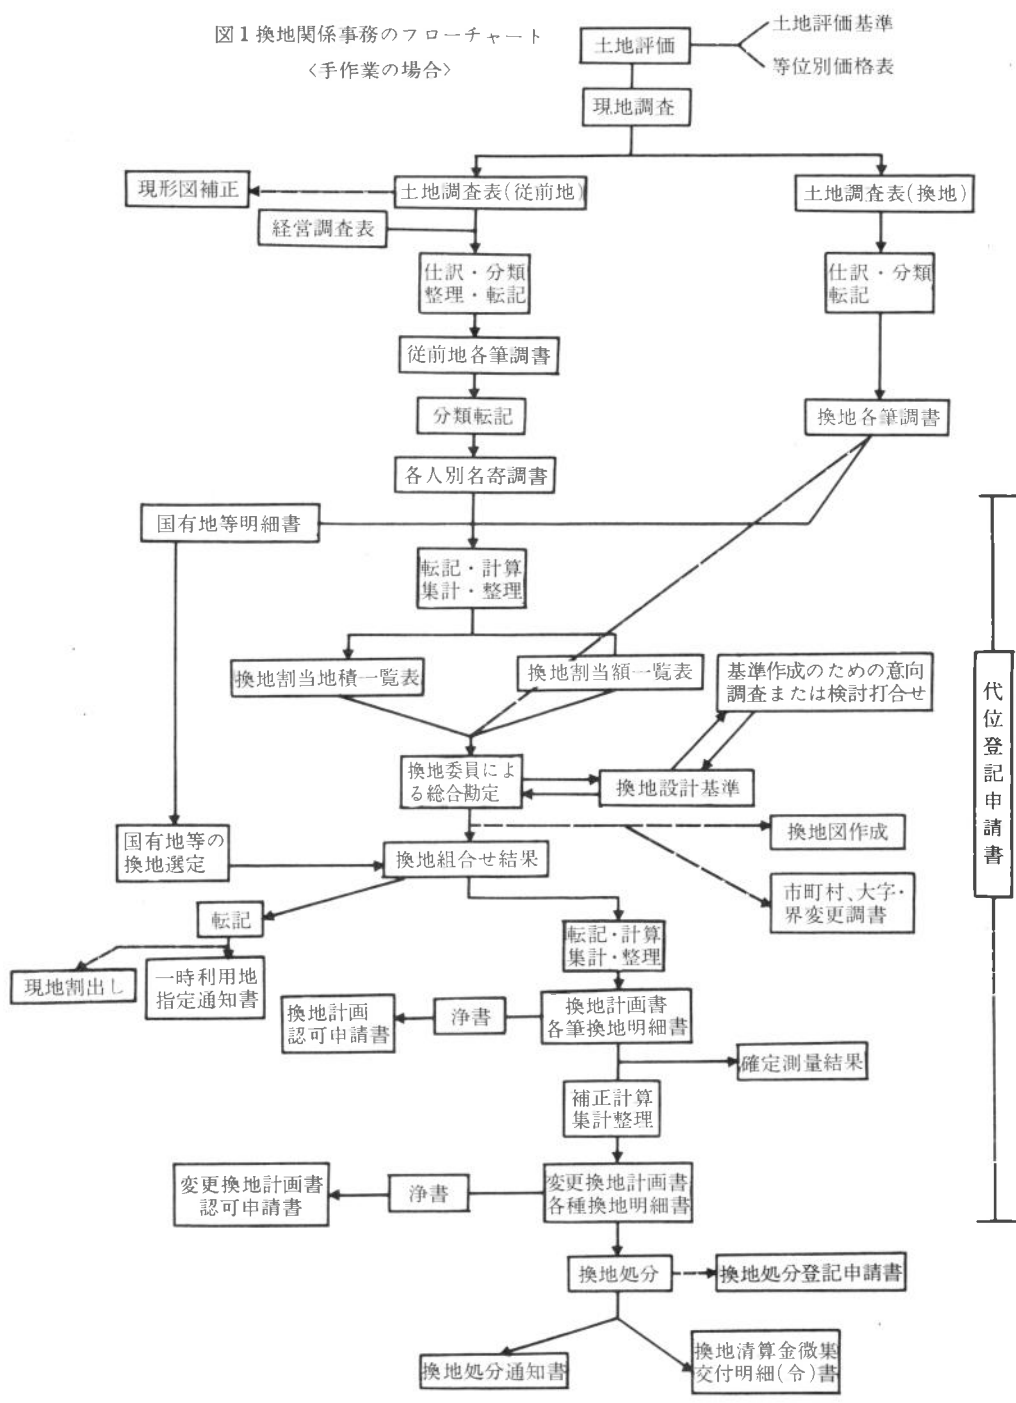 図1換地関係事務のフローチャート
〈手作業の場合〉
土地評価
土地評価基準
等位別価格表
現地調査
現形図補正
土地調査表(従前地)
土地調査表(換地)
経営調査表
仕訳・分類
整理・転記
仕訳・分類
転記
従前地各筆調書
分類転記
換地各筆調書
各人別名寄調書
国有地等明細書
転記・計算
集計・整理
換地割当地積一覧表
換地割当額一覧表
基準作成のための意向
調査または検討打合せ
代位登記申請書
換地委員によ
る総合勘定
換地設計基準
国有地等の
換地選定
換地組合せ結果
換地図作成
市町村、大字・
界変更調書
転記
転記・計算
集計・整理
現地割出し
一時利用地
指定通知書
換地計画
認可申請書
浄書
換地計画書
各筆換地明細書
確定測量結果
補正計算
集計整理
変更換地計画書
認可申請書
浄書
変更換地計画書
各種換地明細書
換地処分
換地処分登記申請書
換地処分通知書
換地清算金微集
交付明細(令)書